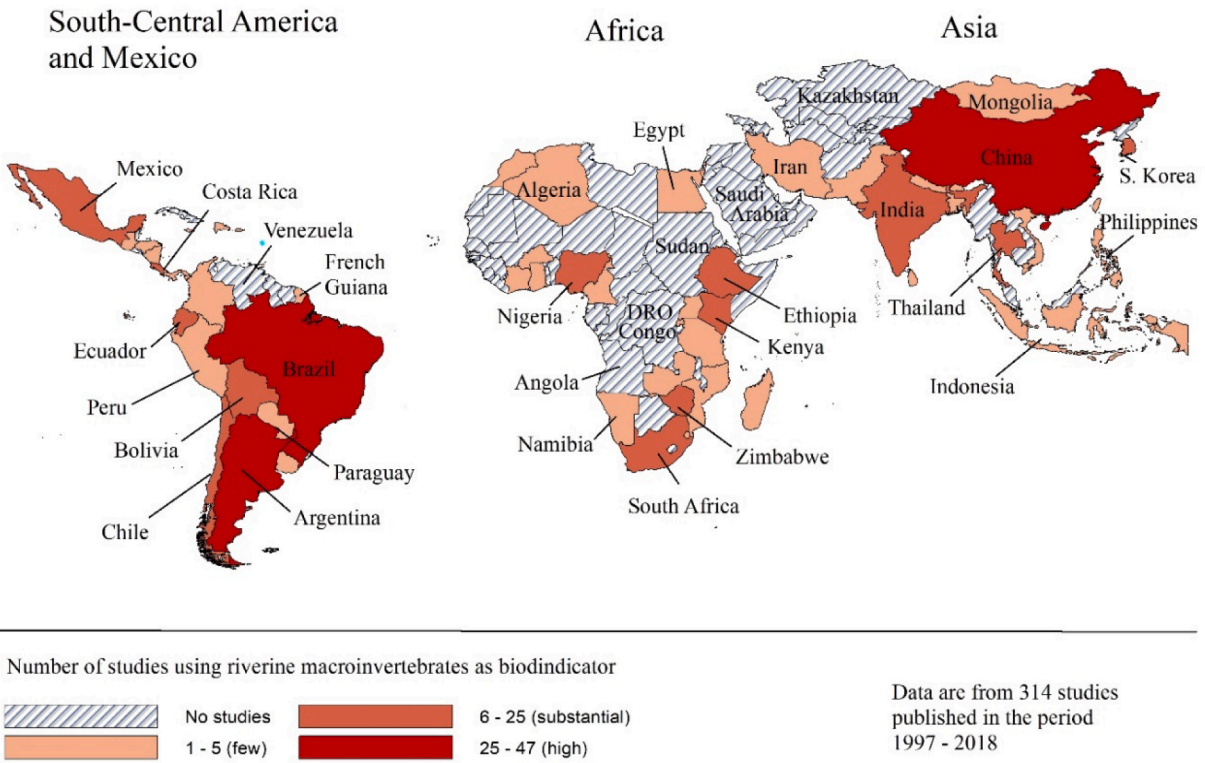 South-Central America
and Mexico
Africa
Asia
Mexico
Costa Rica
Venezuela
French
Guiana
Ecuador
Peru
Brazil
Bolivia
Paraguay
Chile
Argentina
Egypt
Algeria
Sudan
Nigeria
DRO
Congo
Ethiopia
Kenya
Angola
Namibia
Zimbabwe
South Africa
Kazakhstan
Mongolia
Iran
China
Saudi
Arabia
India
S. Korea
Philippines
Thailand
Indonesia
Number of studies using riverine macroinvertebrates as biodindicator
No studies
6 - 25 (substantial)
1 - 5 (few)
25 - 47 (high)
Data are from 314 studies
published in the period
1997 - 2018